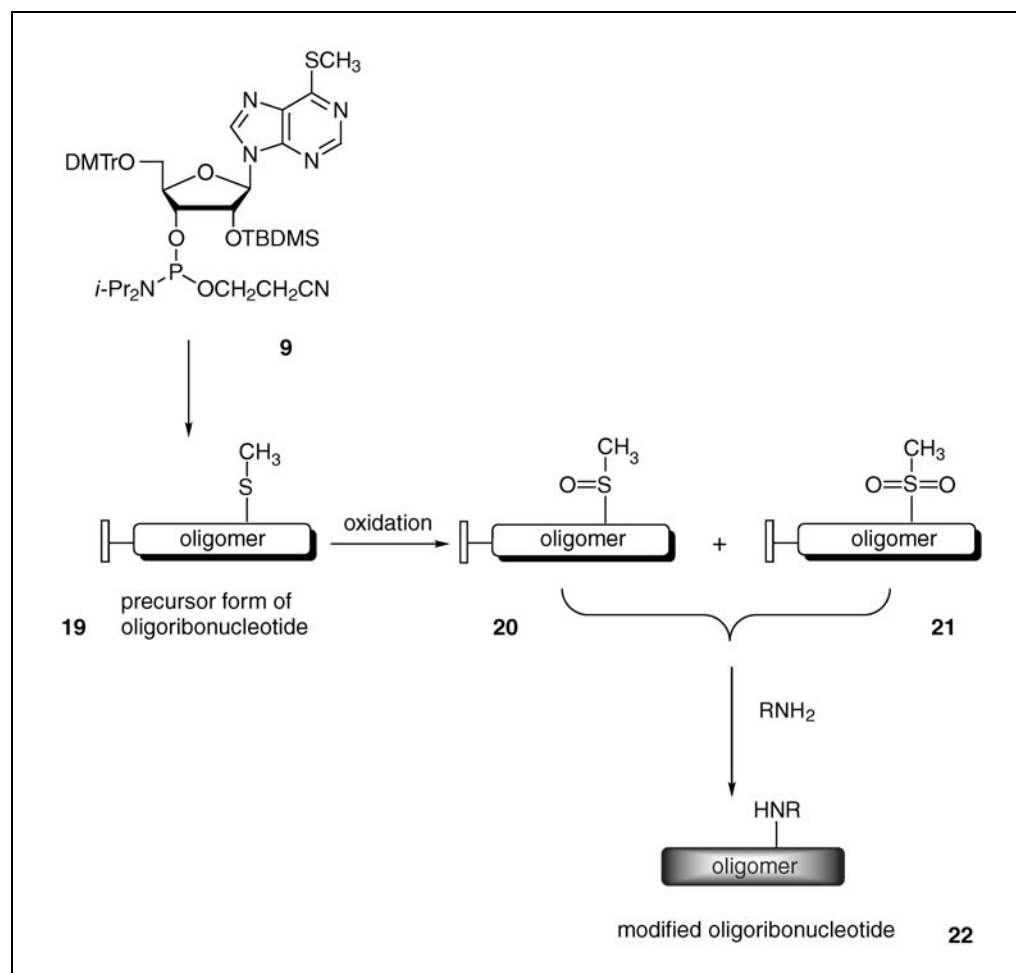 SCH₃
N
N
N
N
DMTrO
O
O
OTBDMS
P
i-Pr₂N
OCH₂CH₂CN
9
CH₃
S
oligomer
precursor form of
oligoribonucleotide
19
oxidation
CH₃
O=S
oligomer
20
+
CH₃
O=S=O
oligomer
21
RNH₂
HNR
oligomer
modified oligoribonucleotide
22